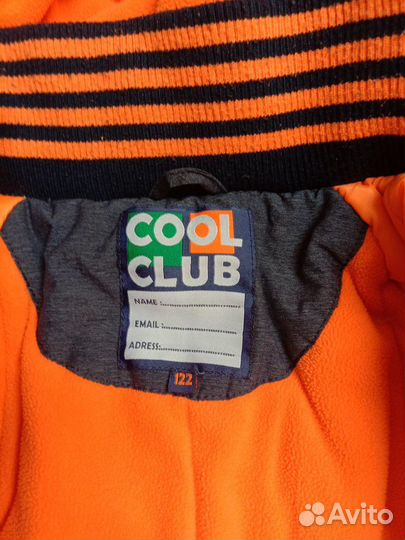 COOL
CLUB
NAME :
EMAIL :
ADRESS:
122
Avito